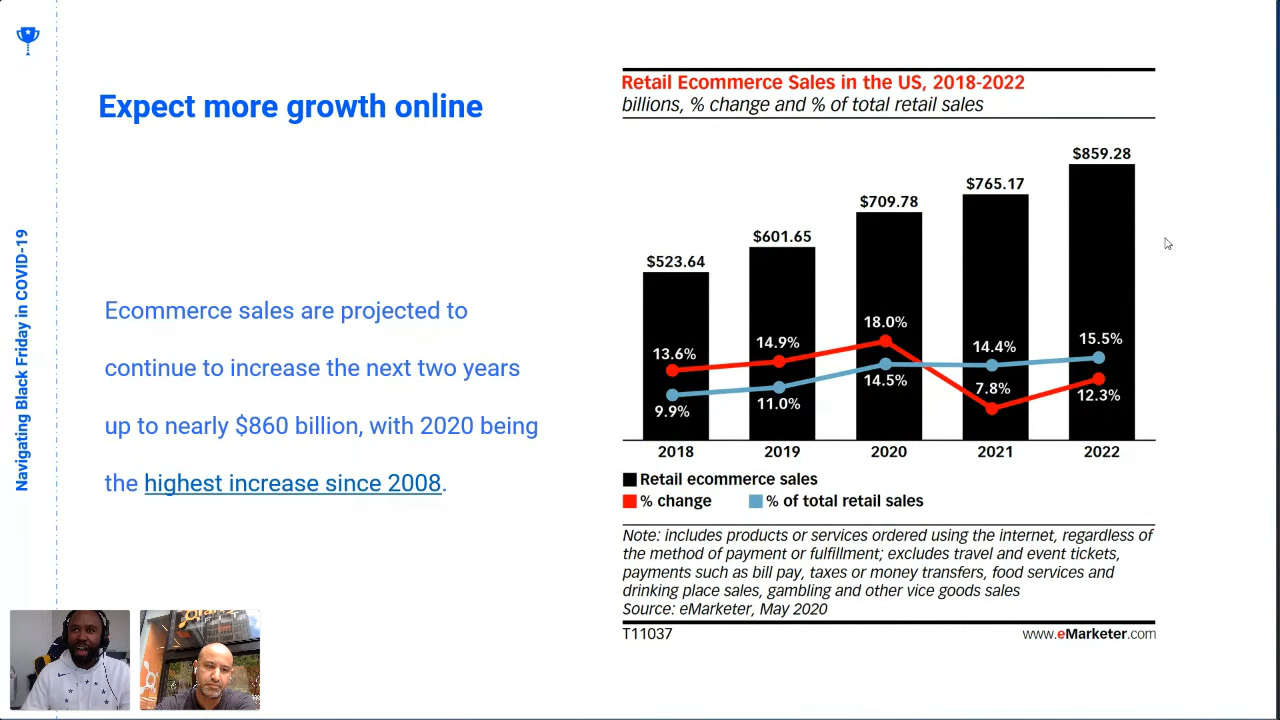 Expect more growth online
Navigating Black Friday in COVID-19
Ecommerce sales are projected to
continue to increase the next two years
up to nearly $860 billion, with 2020 being
the highest increase since 2008.
Retail Ecommerce Sales in the US, 2018-2022
billions, % change and % of total retail sales
$859.28
$765.17
$709.78
$601.65
$523.64
18.0%
15.5%
14.4%
14.9%
13.6%
14.5%
7.8%
12.3%
11.0%
9.9%
2018 2019 2020 2021 2022
Retail ecommerce sales
% change % of total retail sales
Note: includes products or services ordered using the internet, regardless of
the method of payment or fulfillment; excludes travel and event tickets,
payments such as bill pay, taxes or money transfers, food services and
drinking place sales, gambling and other vice goods sales
Source: eMarketer, May 2020
T11037 www.eMarketer.com